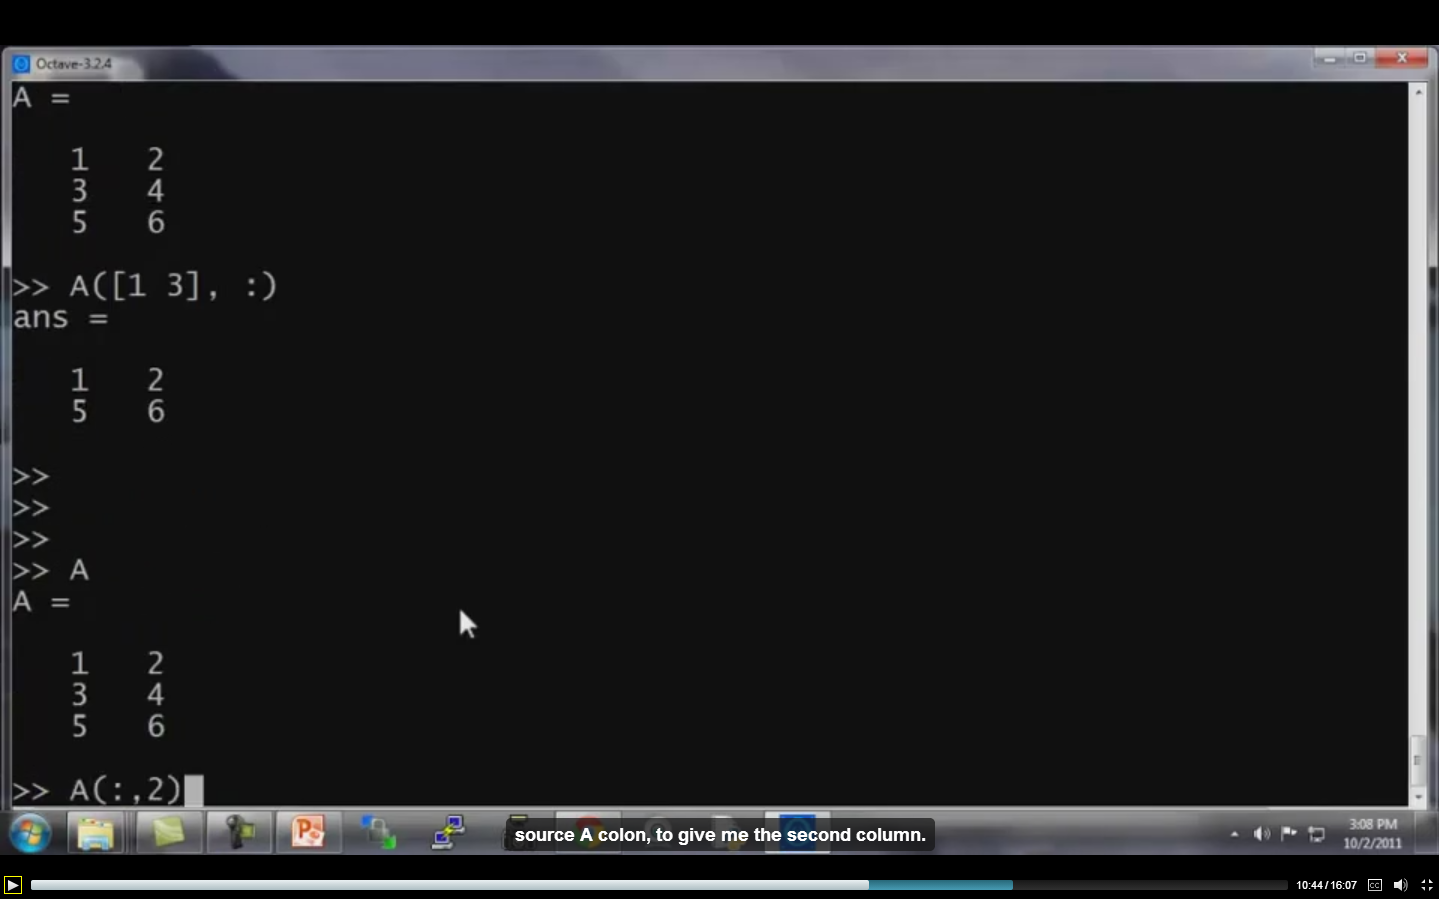 Octave-3.2.4
A =
1 2
3 4
5 6
>> A([1 3], :)
ans =
1 2
5 6
>>
>>
>>
>> A
A =
1 2
3 4
5 6
>> A(:,2)
source A colon, to give me the second column.
3:08 PM
10/2/2011
10:44 / 16:07
CC